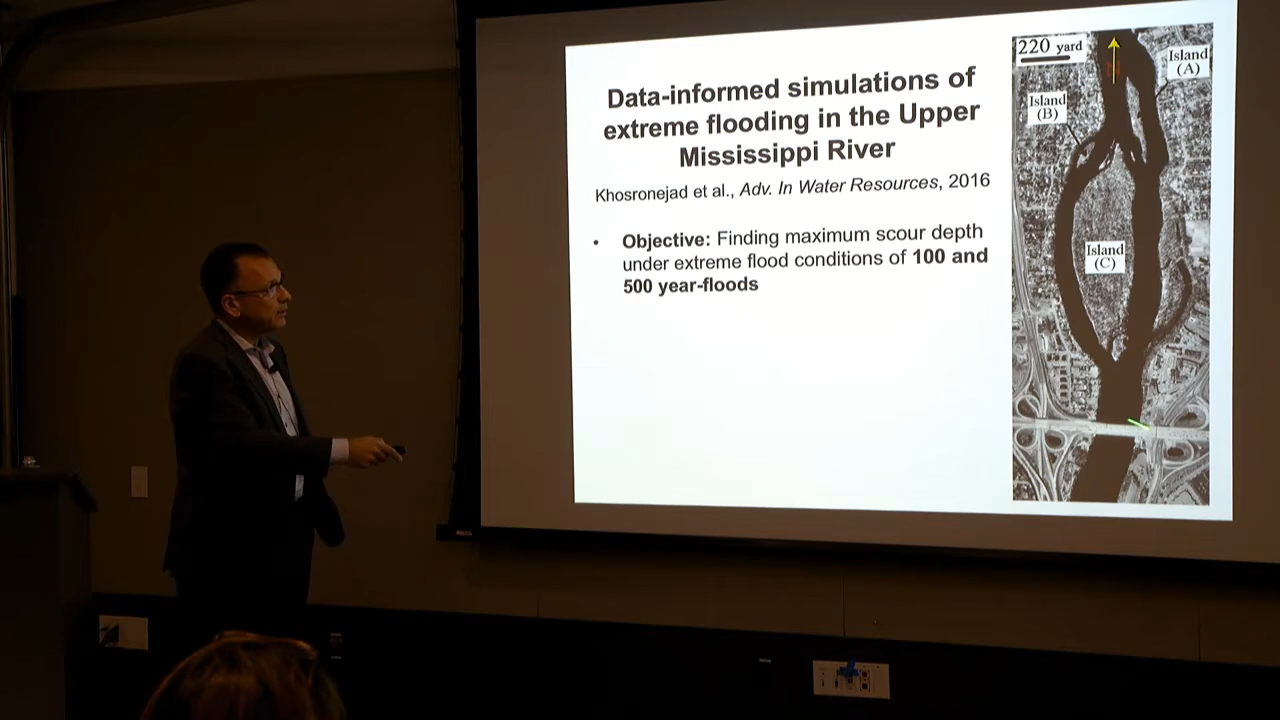 Data-informed simulations of
extreme flooding in the Upper
Mississippi River
Khosronejad et al., Adv. In Water Resources, 2016
• Objective: Finding maximum scour depth
under extreme flood conditions of 100 and
500 year-floods
220 yard
Island
(A)
Island
(B)
Island
(C)